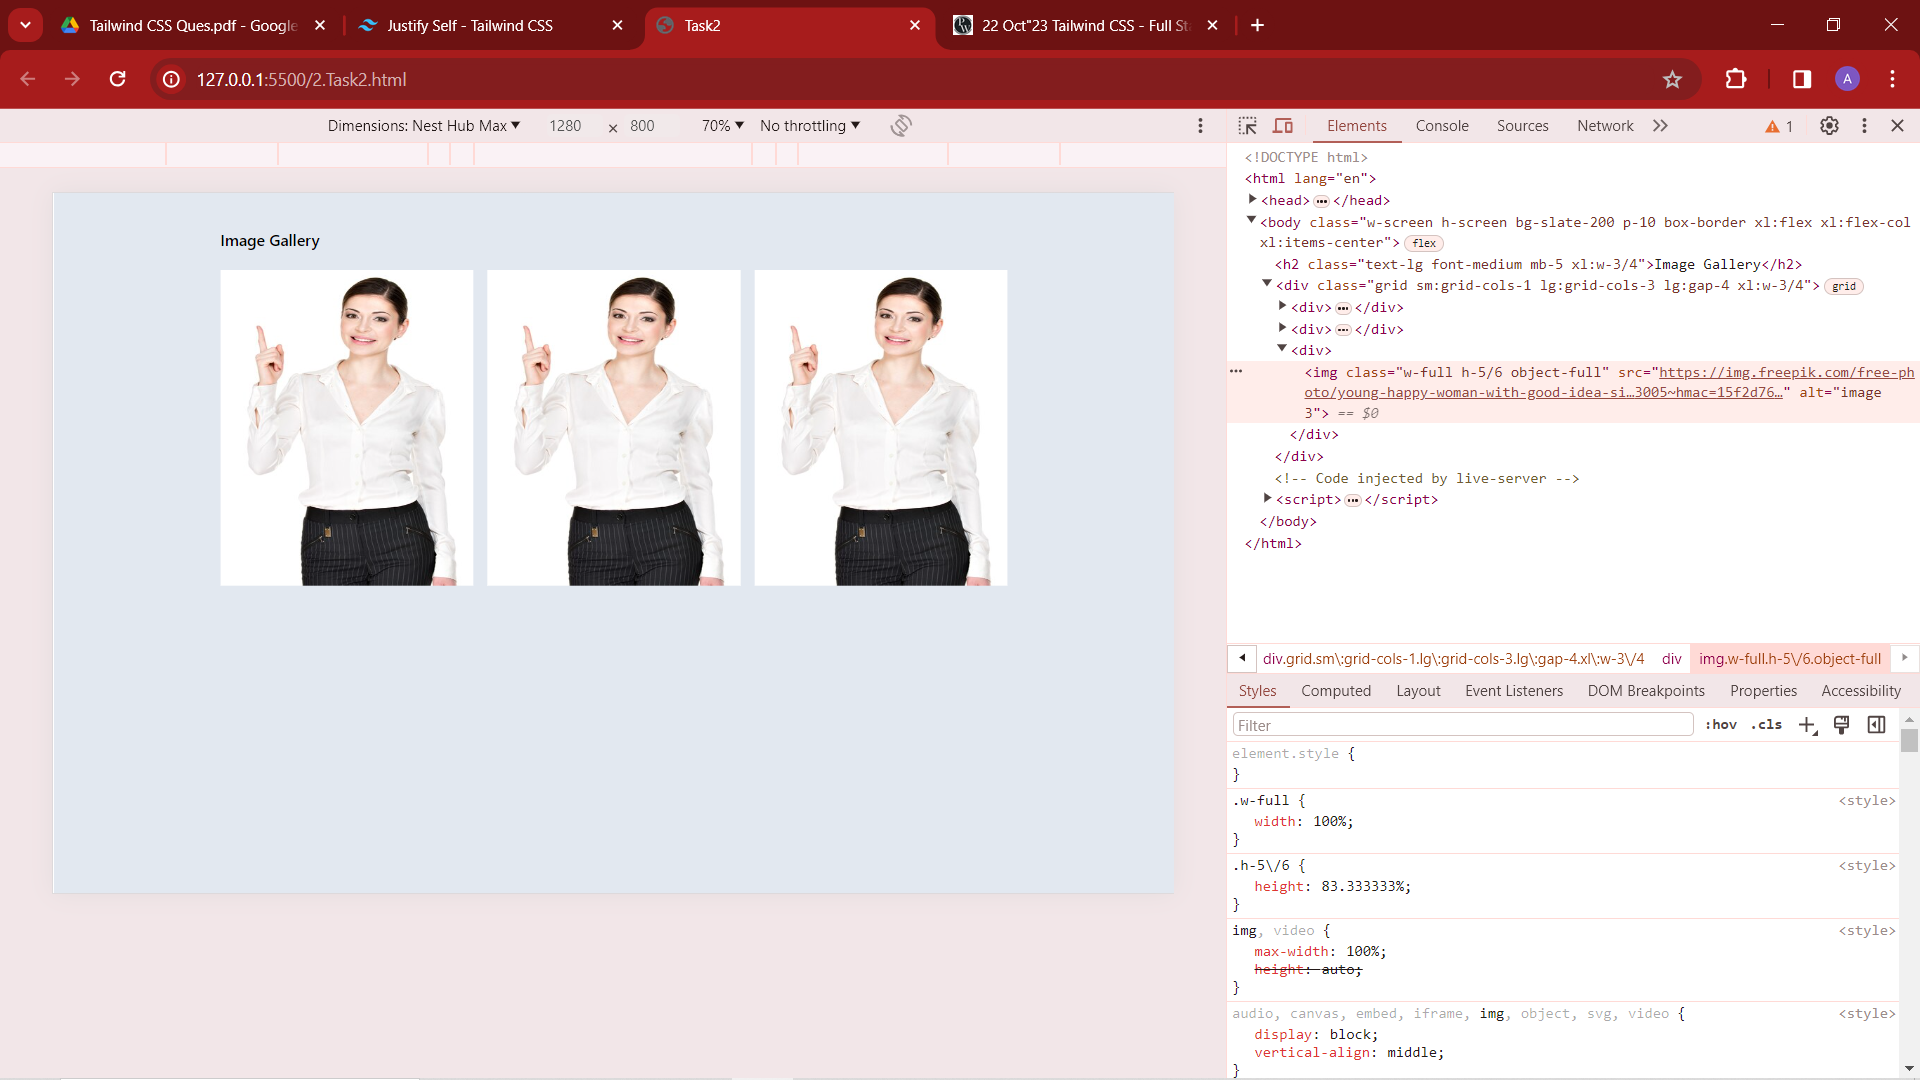 Tailwind CSS Ques.pdf - Google
Justify Self - Tailwind CSS
Task2
22 Oct"23 Tailwind CSS - Full Sta
127.0.0.1:5500/2.Task2.html
A
Dimensions: Nest Hub Max 1280 × 800 70% No throttling
Elements Console Sources Network 1
Image Gallery
<!DOCTYPE html>
<html lang="en">
<head> ••• </head>
<body class="w-screen h-screen bg-slate-200 p-10 box-border xl:flex xl:flex-col
xl:items-center"> flex
<h2 class="text-lg font-medium mb-5 xl:w-3/4">Image Gallery</h2>
<div class="grid sm:grid-cols-1 lg:grid-cols-3 lg:gap-4 xl:w-3/4"> grid
<div> ••• </div>
<div> ••• </div>
<div>
<img class="w-full h-5/6 object-full" src="https://img.freepik.com/free-ph
oto/young-happy-woman-with-good-idea-si…3005~hmac=15f2d76…" alt="image
3"> == $0
</div>
</div>
<!-- Code injected by live-server -->
<script> ••• </script>
</body>
</html>
div.grid.sm\:grid-cols-1.lg\:grid-cols-3.lg\:gap-4.xl\:w-3\/4 div img.w-full.h-5\/6.object-full
Styles Computed Layout Event Listeners DOM Breakpoints Properties Accessibility
Filter :hov .cls
element.style {
}
.w-full { <style>
width: 100%;
}
.h-5\/6 { <style>
height: 83.333333%;
}
img, video { <style>
max-width: 100%;
height: auto;
}
audio, canvas, embed, iframe, img, object, svg, video { <style>
display: block;
vertical-align: middle;
}